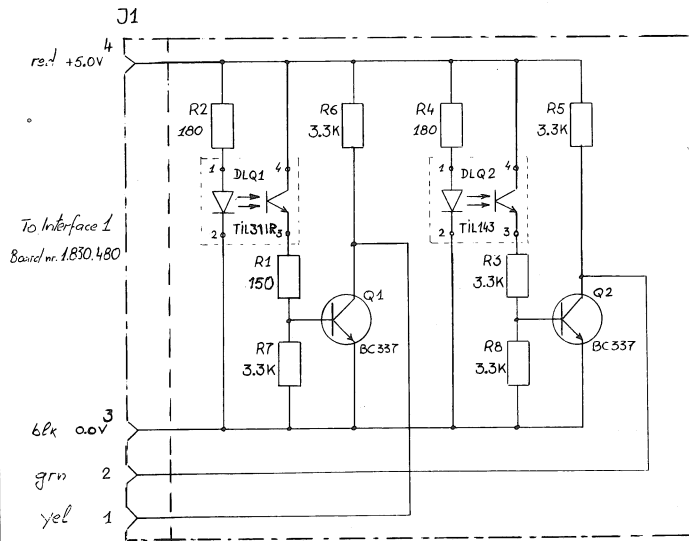 J1
4
red +5.0V
R2
180
R6
3.3K
R4
180
R5
3.3K
1
DLQ1
4
1
DLQ2
4
2
TiL311R
3
2
TiL143
3
To Interface 1
Board nr. 1.830.480
R1
150
R3
3.3K
Q1
Q2
R7
3.3K
BC337
R8
3.3K
BC337
3
blk 0.0V
grn 2
yel 1